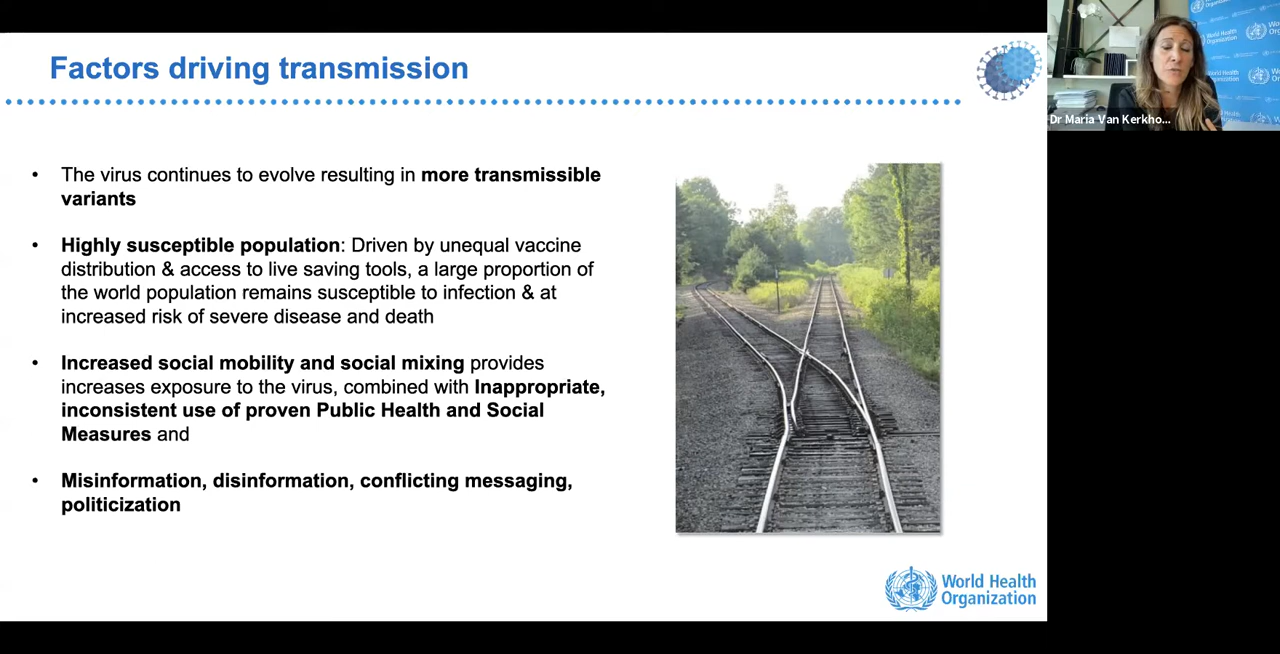 Factors driving transmission
World Health
Organization
Dr Maria Van Kerkho...
• The virus continues to evolve resulting in more transmissible
variants
• Highly susceptible population: Driven by unequal vaccine
distribution & access to live saving tools, a large proportion of
the world population remains susceptible to infection & at
increased risk of severe disease and death
• Increased social mobility and social mixing provides
increases exposure to the virus, combined with Inappropriate,
inconsistent use of proven Public Health and Social
Measures and
• Misinformation, disinformation, conflicting messaging,
politicization
World Health
Organization